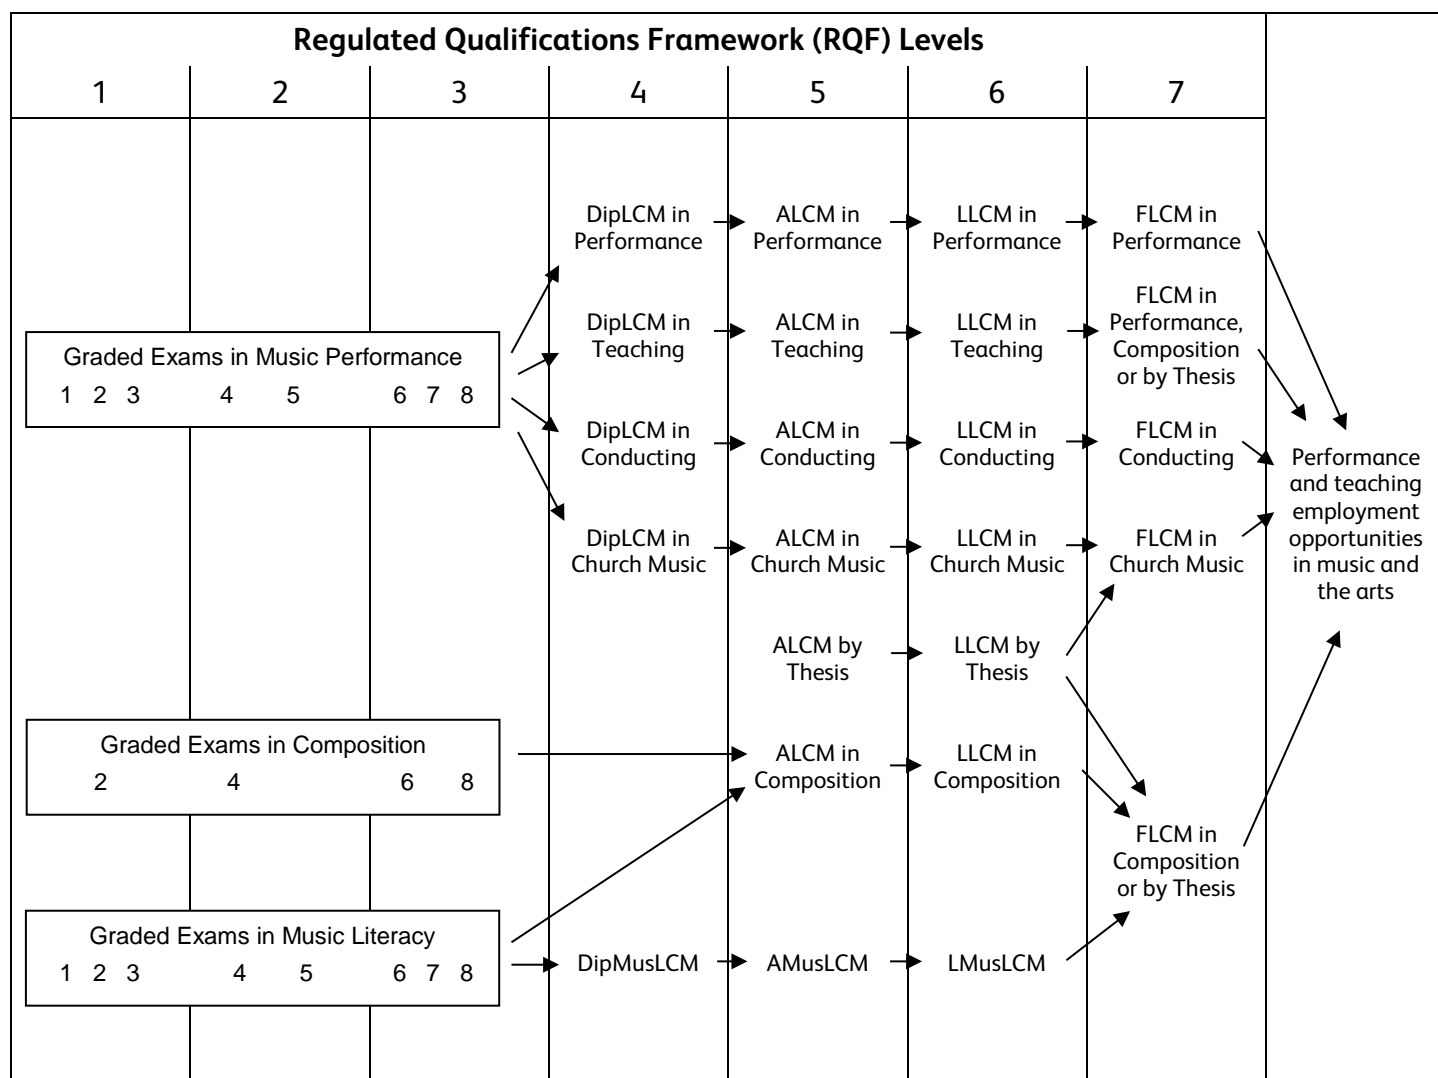 Regulated Qualifications Framework (RQF) Levels
1 2 3 4 5 6 7
DipLCM in
Performance
ALCM in
Performance
LLCM in
Performance
FLCM in
Performance
Graded Exams in Music Performance
1 2 3 4 5 6 7 8
DipLCM in
Teaching
ALCM in
Teaching
LLCM in
Teaching
FLCM in
Performance,
Composition
or by Thesis
DipLCM in
Conducting
ALCM in
Conducting
LLCM in
Conducting
FLCM in
Conducting
DipLCM in
Church Music
ALCM in
Church Music
LLCM in
Church Music
FLCM in
Church Music
Performance
and teaching
employment
opportunities
in music and
the arts
ALCM by
Thesis
LLCM by
Thesis
Graded Exams in Composition
2 4 6 8
ALCM in
Composition
LLCM in
Composition
FLCM in
Composition
or by Thesis
Graded Exams in Music Literacy
1 2 3 4 5 6 7 8
DipMusLCM
AMusLCM
LMusLCM